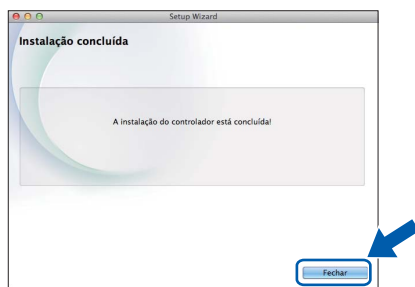 Setup Wizard
Instalação concluída
A instalação do controlador está concluída!
Fechar